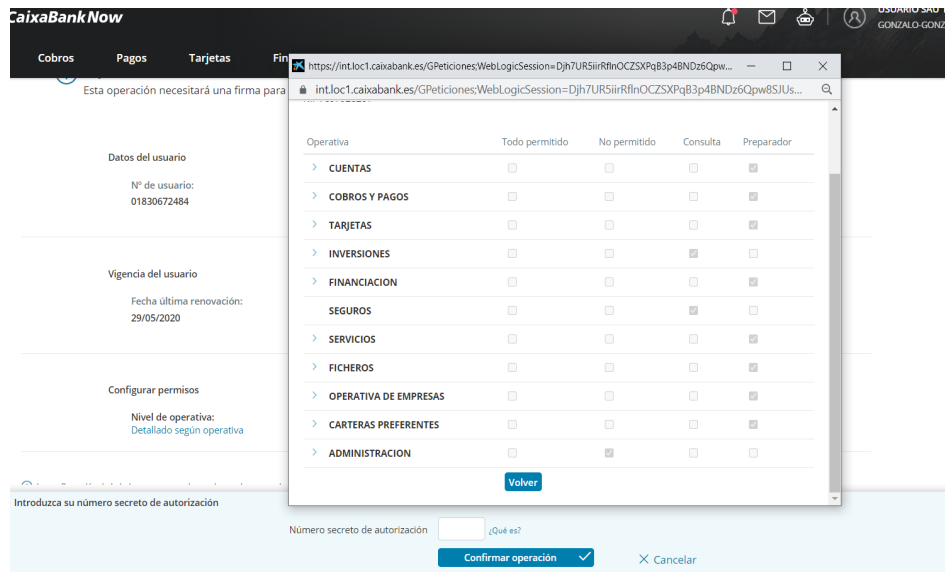 CaixaBankNow
USUARIO SAU
GONZALO-GONZ
Cobros Pagos Tarjetas Fin
Esta operación necesitará una firma para
Datos del usuario
Nº de usuario:
01830672484
Vigencia del usuario
Fecha última renovación:
29/05/2020
Configurar permisos
Nivel de operativa:
Detallado según operativa
https://int.loc1.caixabank.es/GPeticiones;WebLogicSession=Djh7UR5iirRflnOCZSXPqB3p4BNDz6Qpw...
int.loc1.caixabank.es/GPeticiones;WebLogicSession=Djh7UR5iirRflnOCZSXPqB3p4BNDz6Qpw8SJUs...
Operativa Todo permitido No permitido Consulta Preparador
CUENTAS
COBROS Y PAGOS
TARJETAS
INVERSIONES
FINANCIACION
SEGUROS
SERVICIOS
FICHEROS
OPERATIVA DE EMPRESAS
CARTERAS PREFERENTES
ADMINISTRACION
Volver
Introduzca su número secreto de autorización
Número secreto de autorización ¿Qué es?
Confirmar operación Cancelar